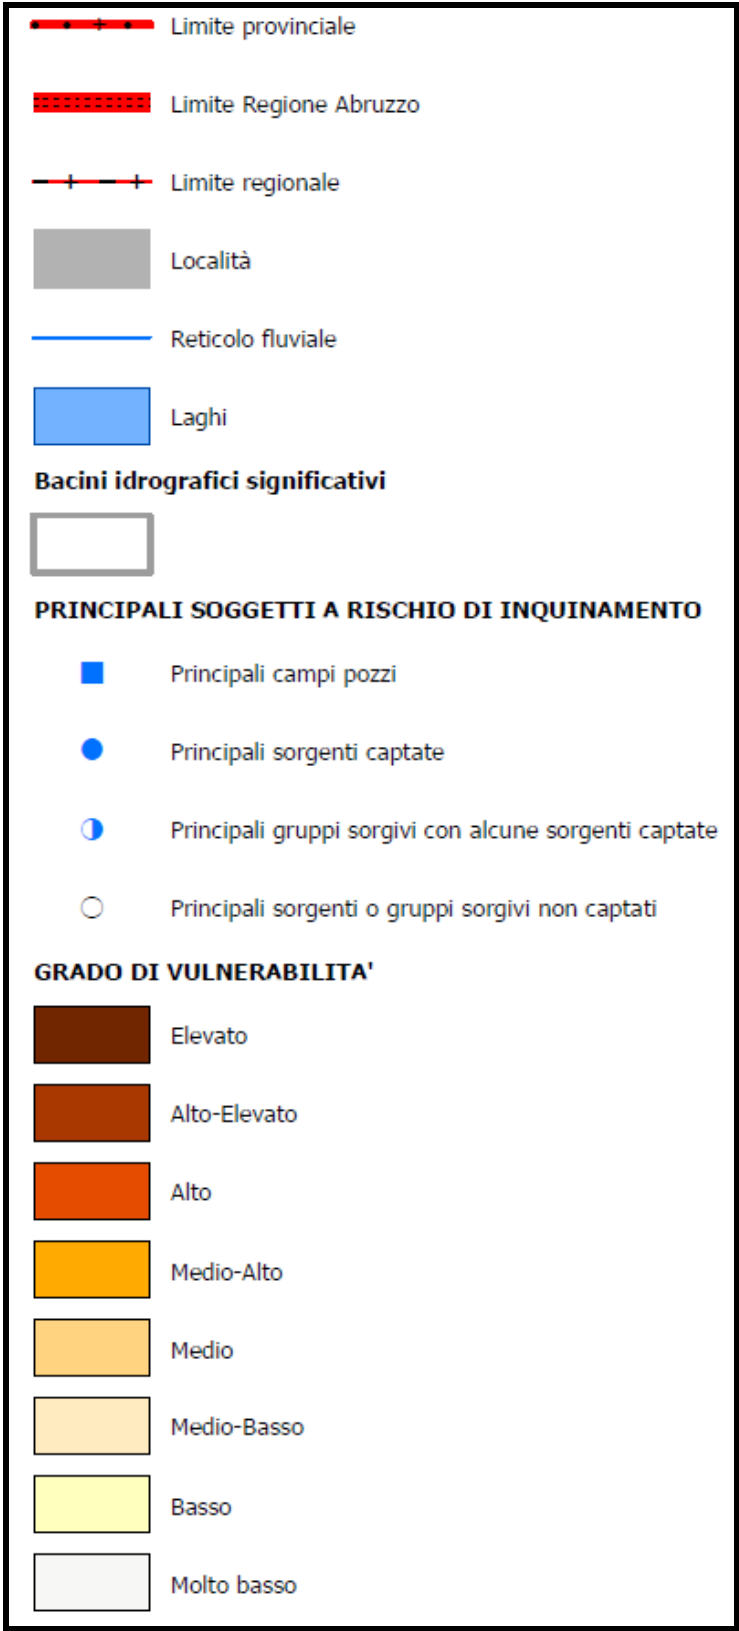 Limite provinciale
Limite Regione Abruzzo
Limite regionale
Località
Reticolo fluviale
Laghi
Bacini idrografici significativi
PRINCIPALI SOGGETTI A RISCHIO DI INQUINAMENTO
Principali campi pozzi
Principali sorgenti captate
Principali gruppi sorgivi con alcune sorgenti captate
Principali sorgenti o gruppi sorgivi non captati
GRADO DI VULNERABILITA'
Elevato
Alto-Elevato
Alto
Medio-Alto
Medio
Medio-Basso
Basso
Molto basso